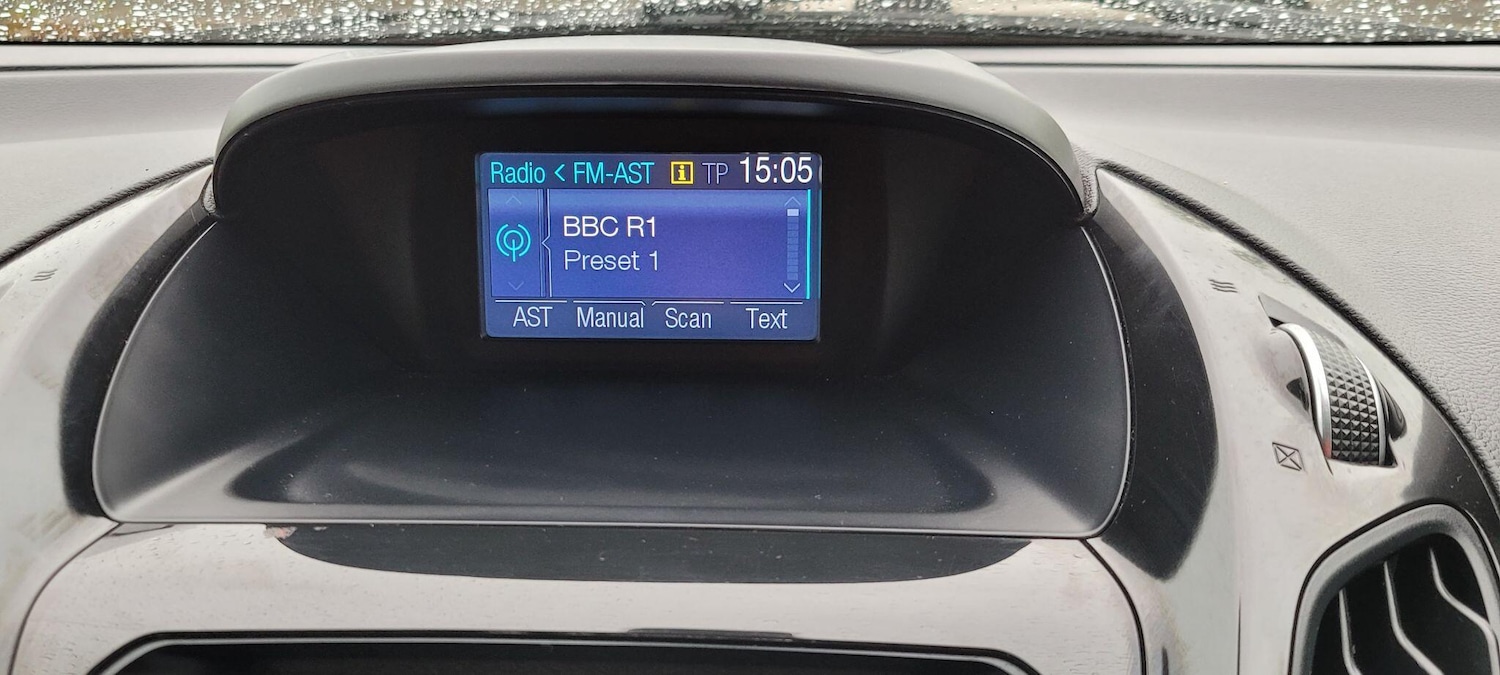 Radio < FM-AST i TP 15:05
BBC R1
Preset 1
AST Manual Scan Text